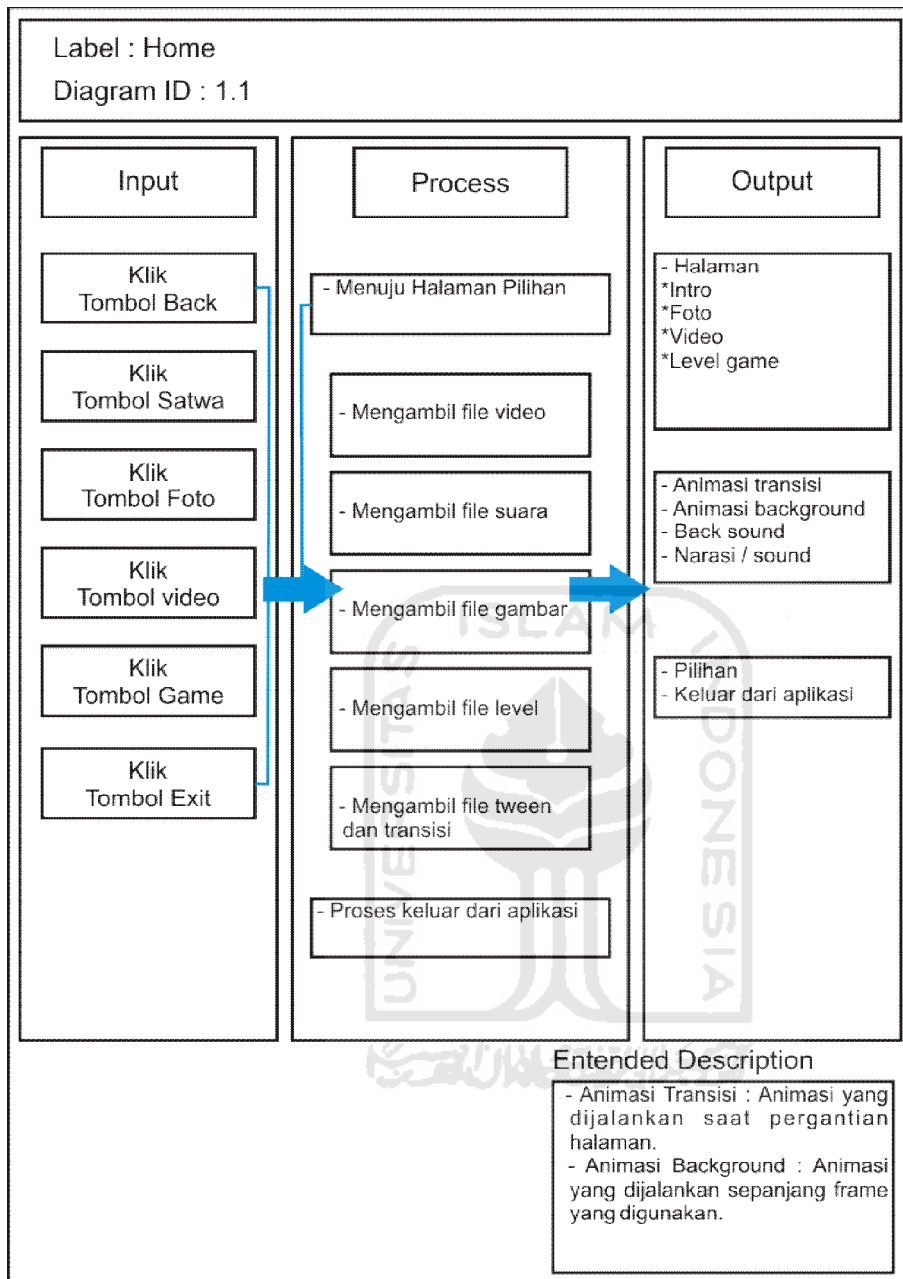 Label : Home
Diagram ID : 1.1
Input
Klik
Tombol Back
Klik
Tombol Satwa
Klik
Tombol Foto
Klik
Tombol video
Klik
Tombol Game
Klik
Tombol Exit
Process
- Menuju Halaman Pilihan
- Mengambil file video
- Mengambil file suara
- Mengambil file gambar
- Mengambil file level
- Mengambil file tween
dan transisi
- Proses keluar dari aplikasi
Output
- Halaman
*Intro
*Foto
*Video
*Level game
- Animasi transisi
- Animasi background
- Back sound
- Narasi / sound
- Pilihan
- Keluar dari aplikasi
Entended Description
- Animasi Transisi : Animasi yang
dijalankan saat pergantian
halaman.
- Animasi Background : Animasi
yang dijalankan sepanjang frame
yang digunakan.
UNIVERSITAS
ISLAM
INDONESIA